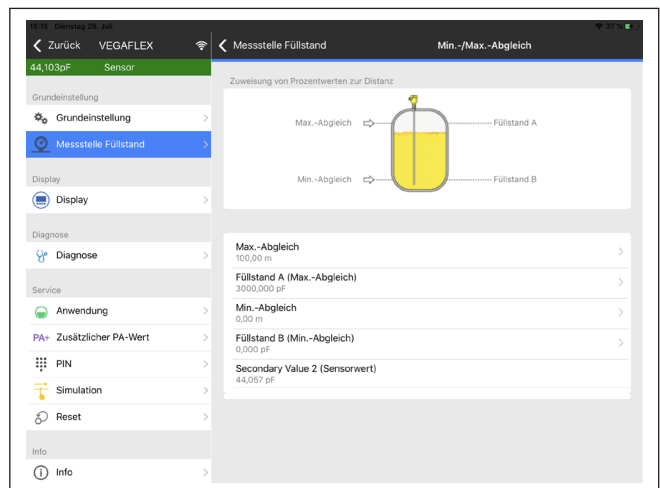 15:15 Dienstag 28. Juli
37 %
Zurück VEGAFLEX
Messstelle Füllstand
Min.-/Max.-Abgleich
44,103pF Sensor
Zuweisung von Prozentwerten zur Distanz
Grundeinstellung
Grundeinstellung
Messstelle Füllstand
Max.-Abgleich
Füllstand A
Min.-Abgleich
Füllstand B
Display
Display
Diagnose
Diagnose
Service
Anwendung
PA+ Zusätzlicher PA-Wert
PIN
Simulation
Reset
Info
Info
Max.-Abgleich
100,00 m
Füllstand A (Max.-Abgleich)
3000,000 pF
Min.-Abgleich
0,00 m
Füllstand B (Min.-Abgleich)
0,000 pF
Secondary Value 2 (Sensorwert)
44,057 pF